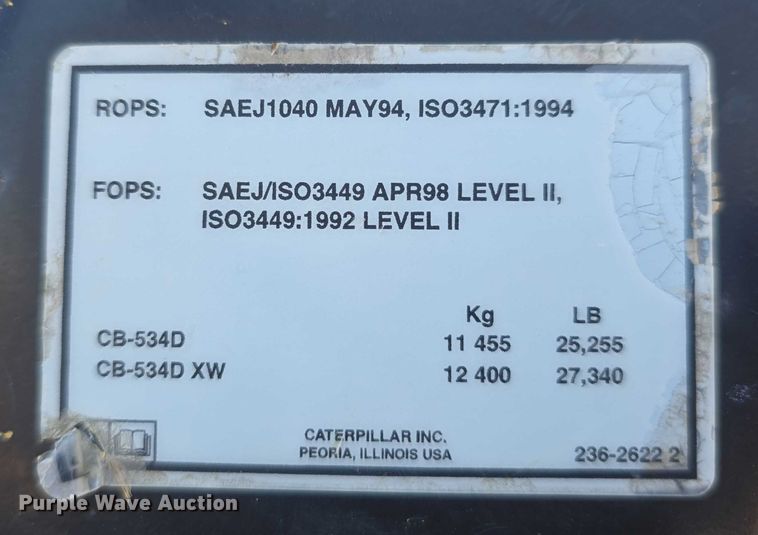 ROPS: SAEJ1040 MAY94, ISO3471:1994
FOPS: SAEJ/ISO3449 APR98 LEVEL II,
ISO3449:1992 LEVEL II
Kg LB
CB-534D 11 455 25,255
CB-534D XW 12 400 27,340
CATERPILLAR INC.
PEORIA, ILLINOIS USA
236-2622 2
Purple Wave Auction